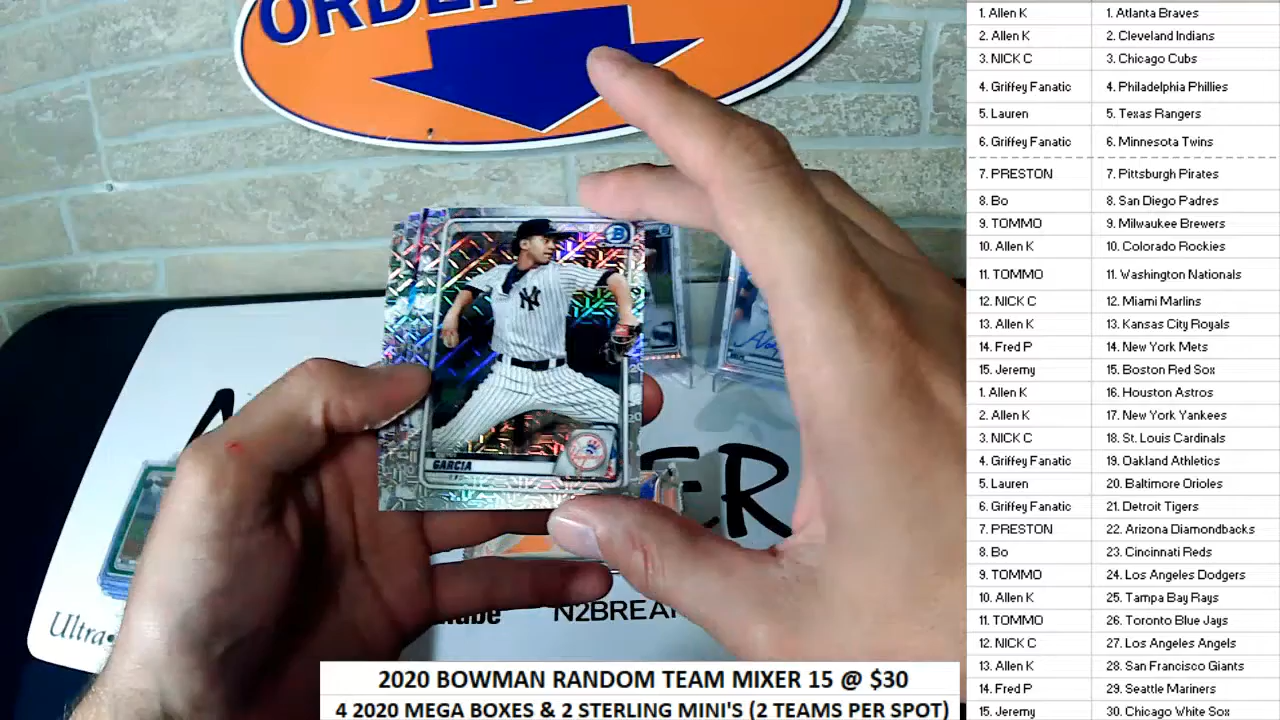 ORDER
NY
B
GARCIA
ER
Ultra
N2BREA
2020 BOWMAN RANDOM TEAM MIXER 15 @ $30
4 2020 MEGA BOXES & 2 STERLING MINI'S (2 TEAMS PER SPOT)
1. Allen K 1. Atlanta Braves
2. Allen K 2. Cleveland Indians
3. NICK C 3. Chicago Cubs
4. Griffey Fanatic 4. Philadelphia Phillies
5. Lauren 5. Texas Rangers
6. Griffey Fanatic 6. Minnesota Twins
7. PRESTON 7. Pittsburgh Pirates
8. Bo 8. San Diego Padres
9. TOMMO 9. Milwaukee Brewers
10. Allen K 10. Colorado Rockies
11. TOMMO 11. Washington Nationals
12. NICK C 12. Miami Marlins
13. Allen K 13. Kansas City Royals
14. Fred P 14. New York Mets
15. Jeremy 15. Boston Red Sox
1. Allen K 16. Houston Astros
2. Allen K 17. New York Yankees
3. NICK C 18. St. Louis Cardinals
4. Griffey Fanatic 19. Oakland Athletics
5. Lauren 20. Baltimore Orioles
6. Griffey Fanatic 21. Detroit Tigers
7. PRESTON 22. Arizona Diamondbacks
8. Bo 23. Cincinnati Reds
9. TOMMO 24. Los Angeles Dodgers
10. Allen K 25. Tampa Bay Rays
11. TOMMO 26. Toronto Blue Jays
12. NICK C 27. Los Angeles Angels
13. Allen K 28. San Francisco Giants
14. Fred P 29. Seattle Mariners
15. Jeremy 30. Chicago White Sox